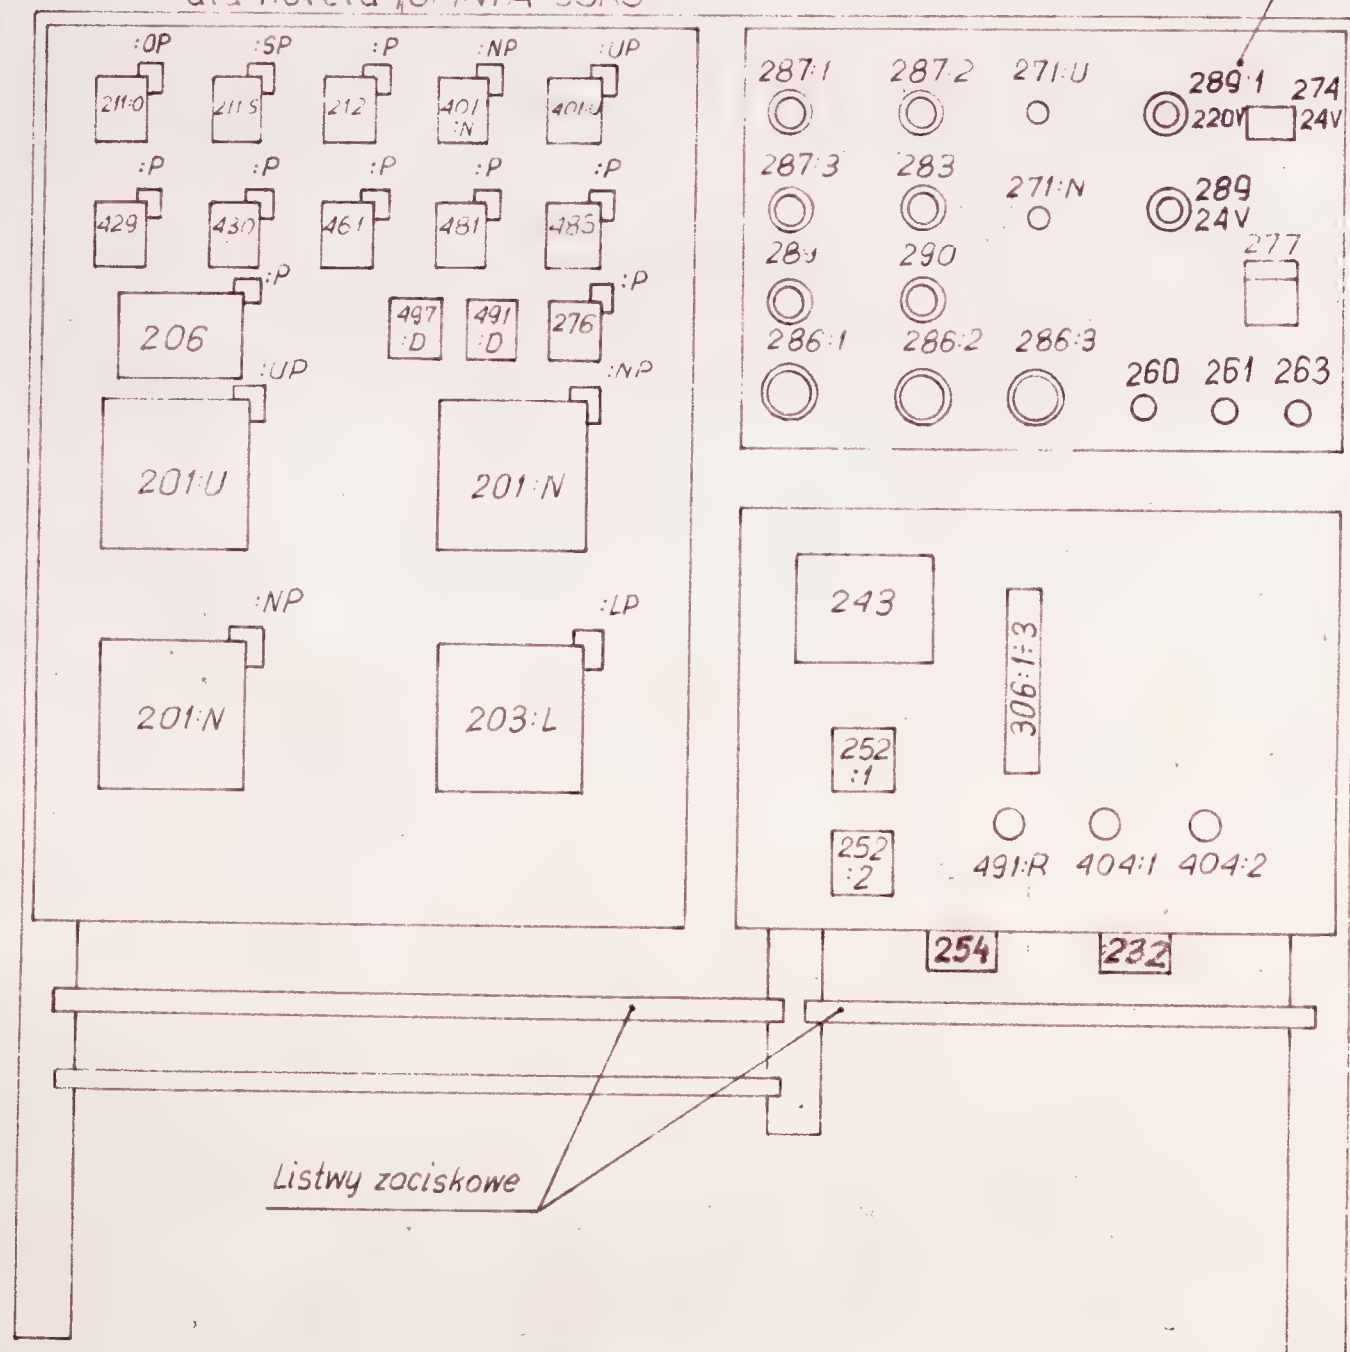 :OP :SP :P :NP :UP
211:0 211:S 212 401 401:U
:N
:P :P :P :P :P
429 430 461 481 485
:P :P
206 497 491 276
:D :D
:UP :NP
201:U 201:N
:NP :LP
201:N 203:L
287:1 287:2 271:U 289:1 274
220V 24V
287:3 283 271:N 289
24V
290 277
286:1 286:2 286:3 260 261 263
243
306:1÷3
252
:1
252
:2
491:R 404:1 404:2
254 232
Listwy zaciskowe